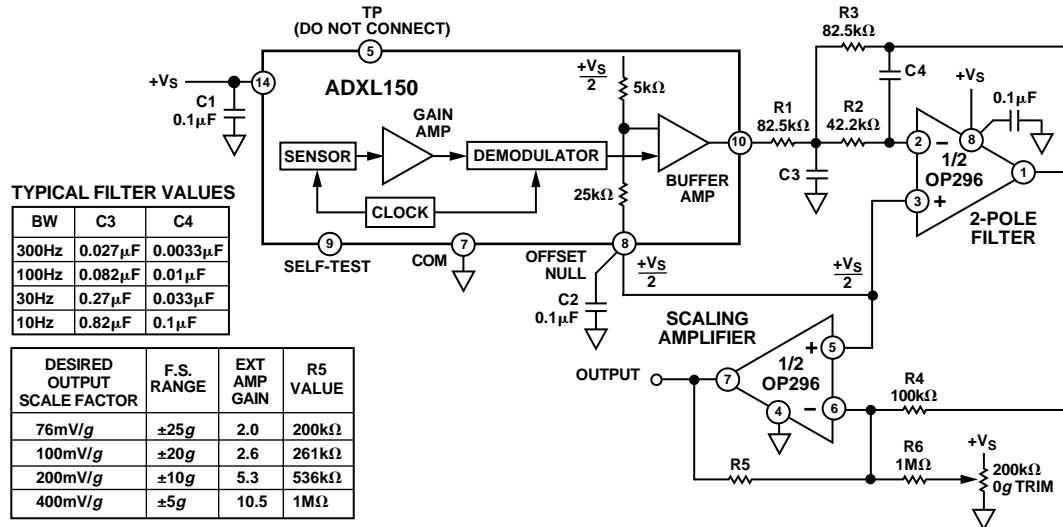 TP
(DO NOT CONNECT)
5
+VS
14
C1
0.1µF
ADXL150
+VS
2
5kΩ
GAIN
AMP
SENSOR
DEMODULATOR
CLOCK
25kΩ
BUFFER
AMP
10
9
SELF-TEST
7
COM
8
OFFSET
NULL
+VS
2
C2
0.1µF
R1
82.5kΩ
R3
82.5kΩ
C4
R2
42.2kΩ
C3
+VS
0.1µF
2
−
8
1/2
OP296
1
3
+
2-POLE
FILTER
+VS
2
TYPICAL FILTER VALUES
BW C3 C4
300Hz 0.027µF 0.0033µF
100Hz 0.082µF 0.01µF
30Hz 0.27µF 0.033µF
10Hz 0.82µF 0.1µF
DESIRED OUTPUT SCALE FACTOR F.S. RANGE EXT AMP GAIN R5 VALUE
76mV/g ±25g 2.0 200kΩ
100mV/g ±20g 2.6 261kΩ
200mV/g ±10g 5.3 536kΩ
400mV/g ±5g 10.5 1MΩ
SCALING
AMPLIFIER
OUTPUT
7
1/2
OP296
+
5
−
6
4
R4
100kΩ
R5
R6
1MΩ
+VS
200kΩ
0g TRIM